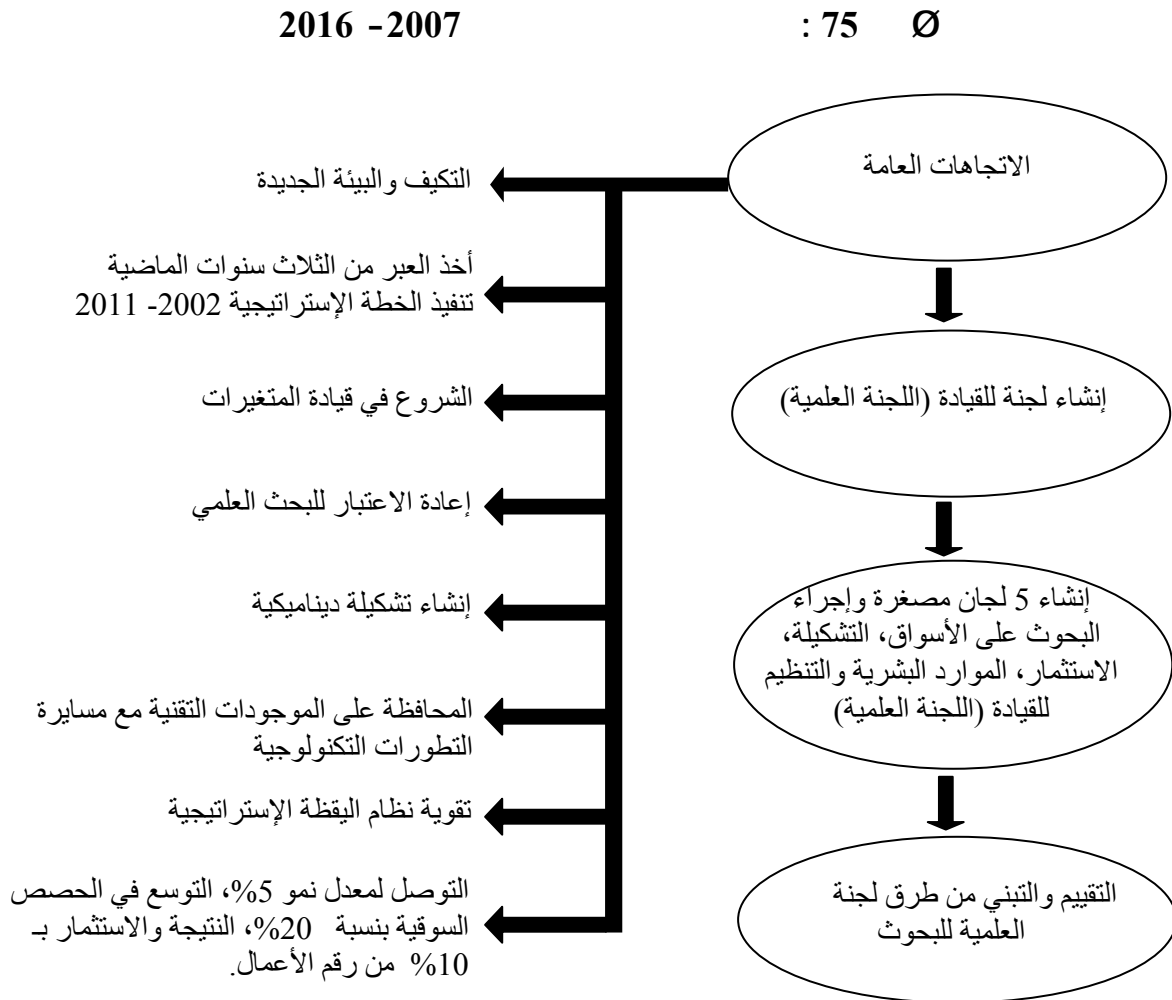 Ø 75 : 2007- 2016
الاتجاهات العامة
إنشاء لجنة للقيادة (اللجنة العلمية)
إنشاء 5 لجان مصغرة وإجراء
البحوث على الأسواق، التشكيلة،
الاستثمار، الموارد البشرية والتنظيم
للقيادة (اللجنة العلمية)
التقييم والتبني من طرق لجنة
العلمية للبحوث
التكيف والبيئة الجديدة
أخذ العبر من الثلاث سنوات الماضية
تنفيذ الخطة الإستراتيجية 2002- 2011
الشروع في قيادة المتغيرات
إعادة الاعتبار للبحث العلمي
إنشاء تشكيلة ديناميكية
المحافظة على الموجودات التقنية مع مسايرة
التطورات التكنولوجية
تقوية نظام اليقظة الإستراتيجية
التوصل لمعدل نمو 5%، التوسع في الحصص
السوقية بنسبة 20%، النتيجة والاستثمار بـ
10% من رقم الأعمال.